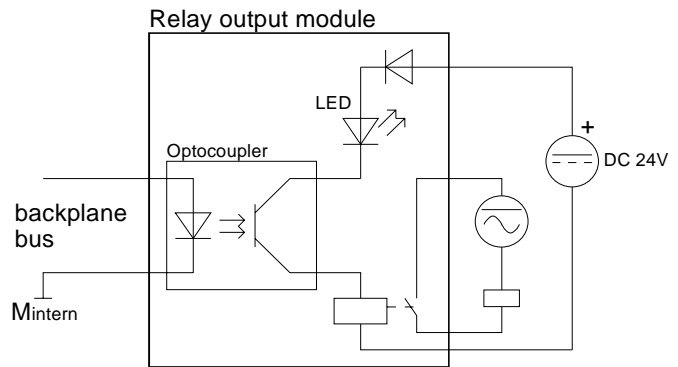 Relay output module
LED
+
Optocoupler
DC 24V
backplane
bus
Mintern